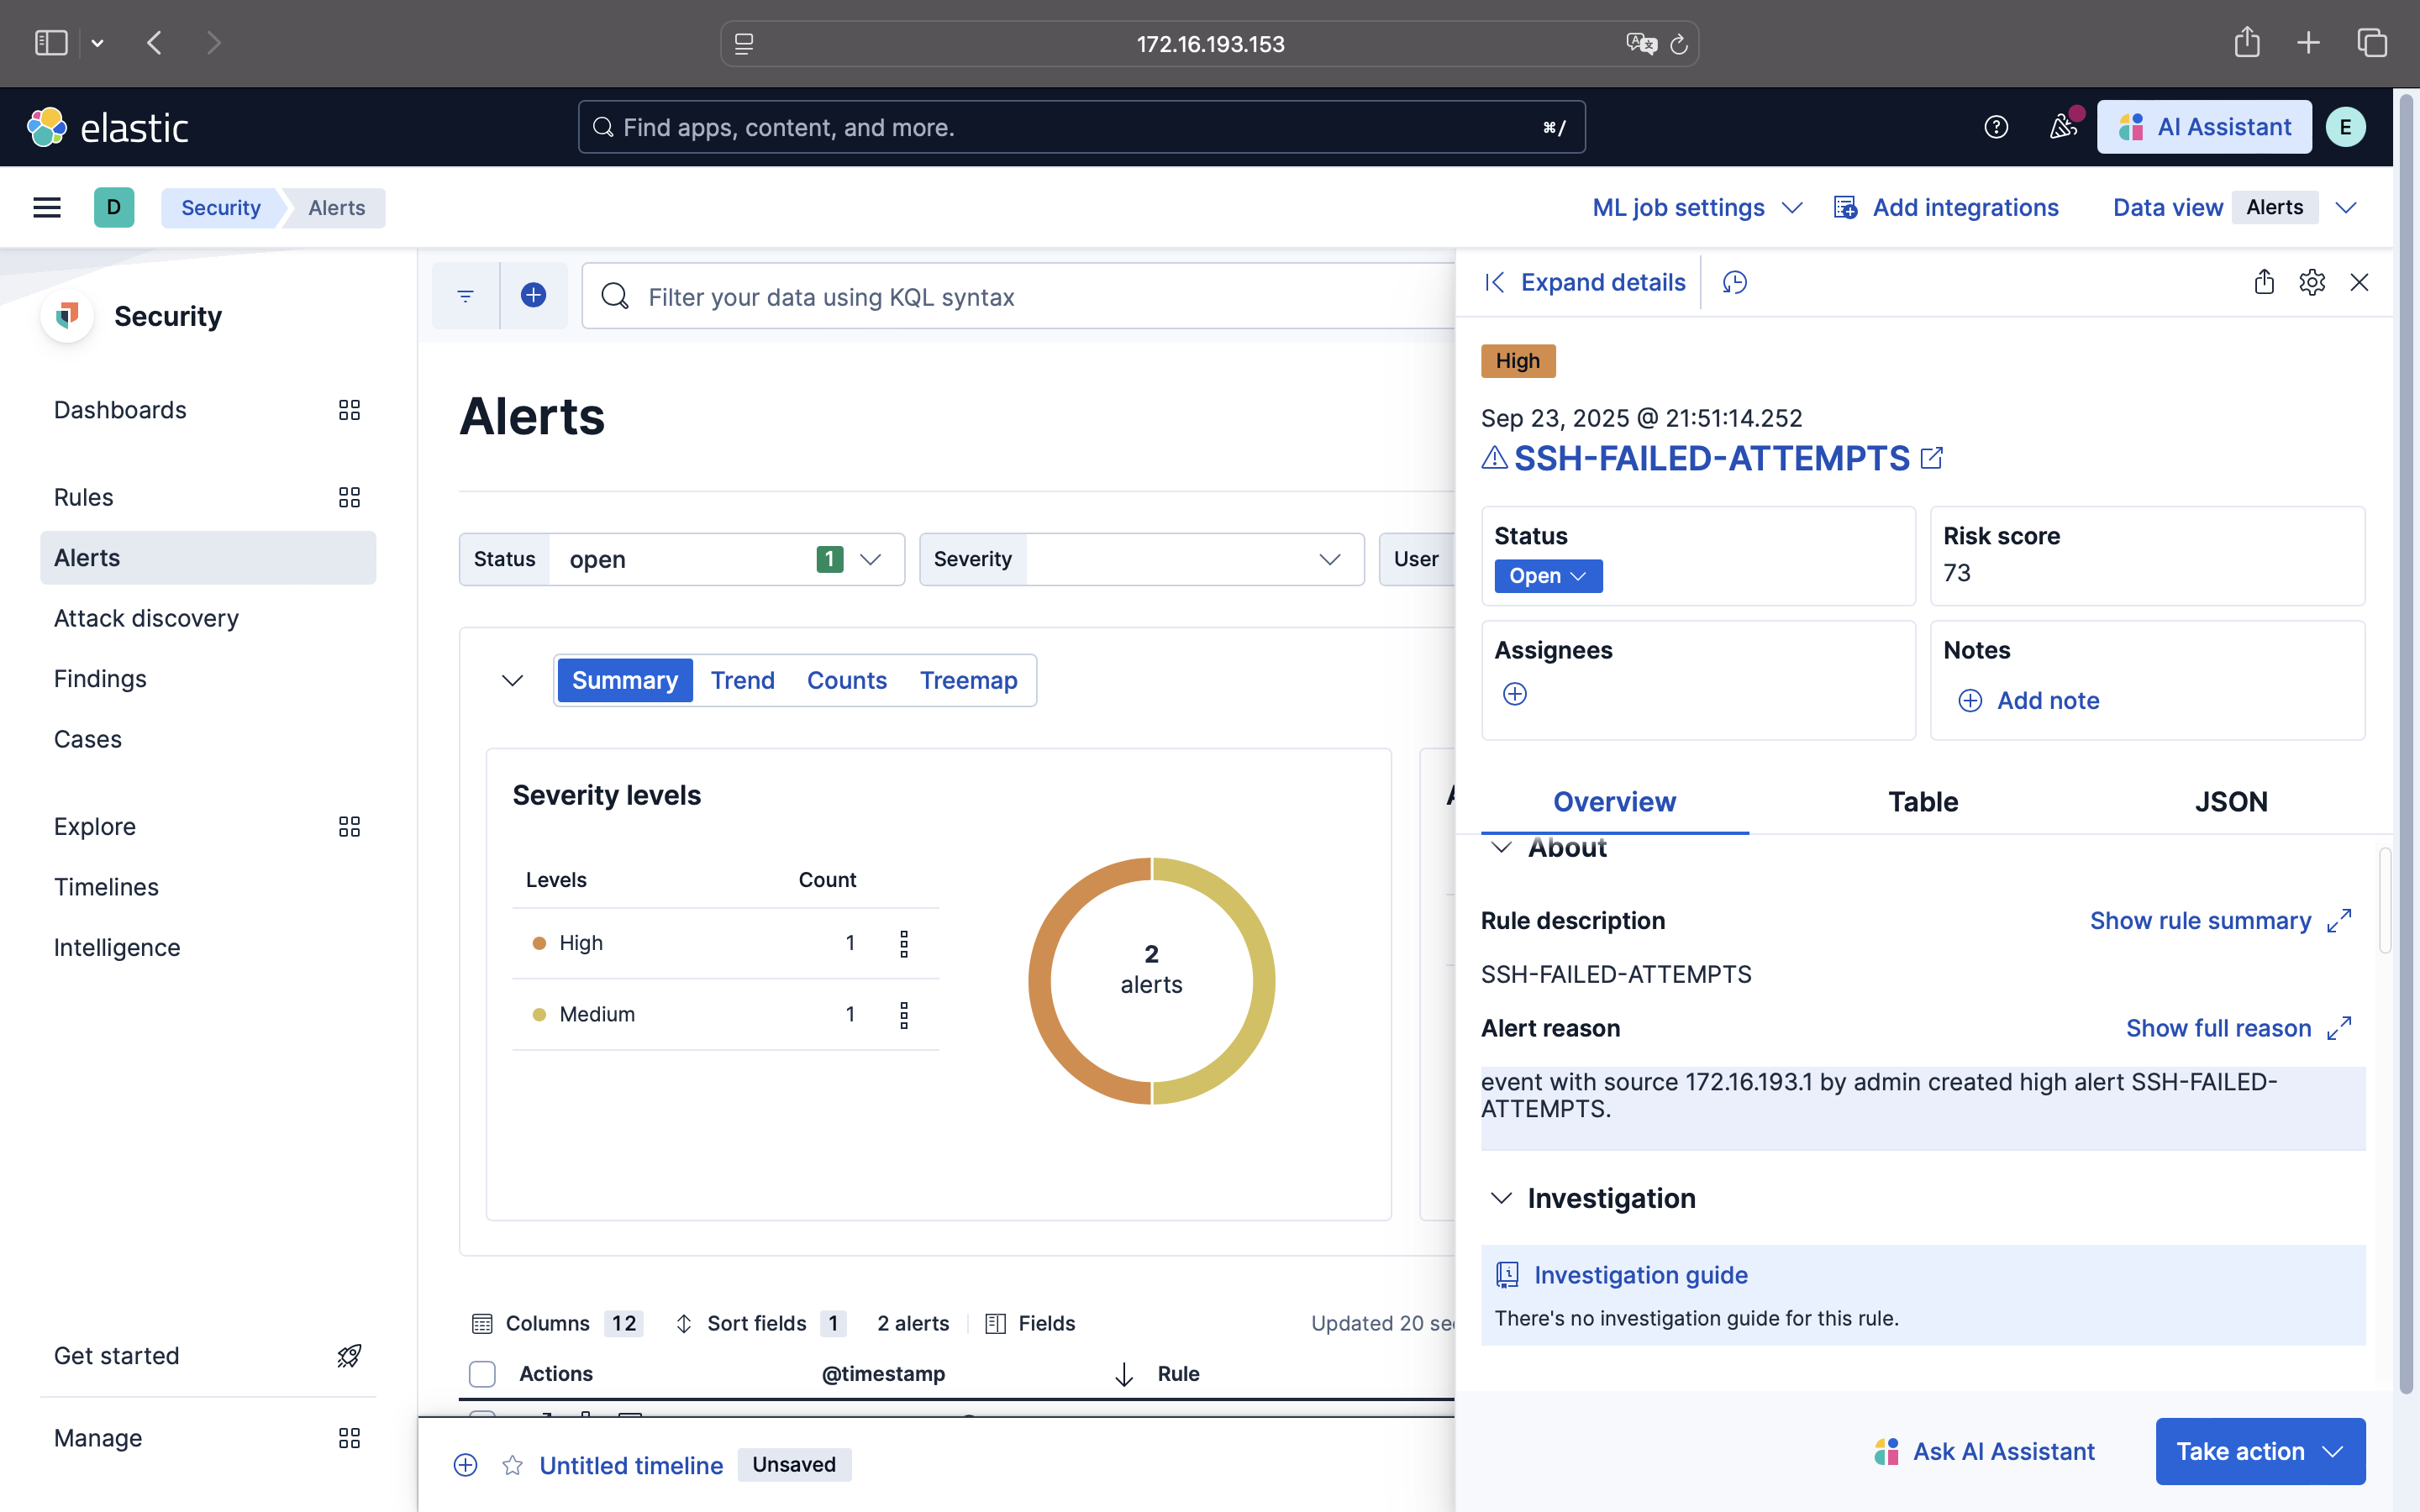 172.16.193.153
elastic
Find apps, content, and more.
⌘/
AI Assistant
E
D
Security
Alerts
ML job settings
Add integrations
Data view
Alerts
Security
Dashboards
Rules
Alerts
Attack discovery
Findings
Cases
Explore
Timelines
Intelligence
Get started
Manage
Filter your data using KQL syntax
Alerts
Status open 1
Severity
User
Summary Trend Counts Treemap
Severity levels
Levels Count
High 1
Medium 1
2
alerts
Columns 12 Sort fields 1 2 alerts Fields Updated 20 se
Actions @timestamp Rule
Untitled timeline Unsaved
Expand details
High
Sep 23, 2025 @ 21:51:14.252
SSH-FAILED-ATTEMPTS
Status
Open
Risk score
73
Assignees
Notes
Add note
Overview Table JSON
About
Rule description Show rule summary
SSH-FAILED-ATTEMPTS
Alert reason Show full reason
event with source 172.16.193.1 by admin created high alert SSH-FAILED-
ATTEMPTS.
Investigation
Investigation guide
There's no investigation guide for this rule.
Ask AI Assistant
Take action